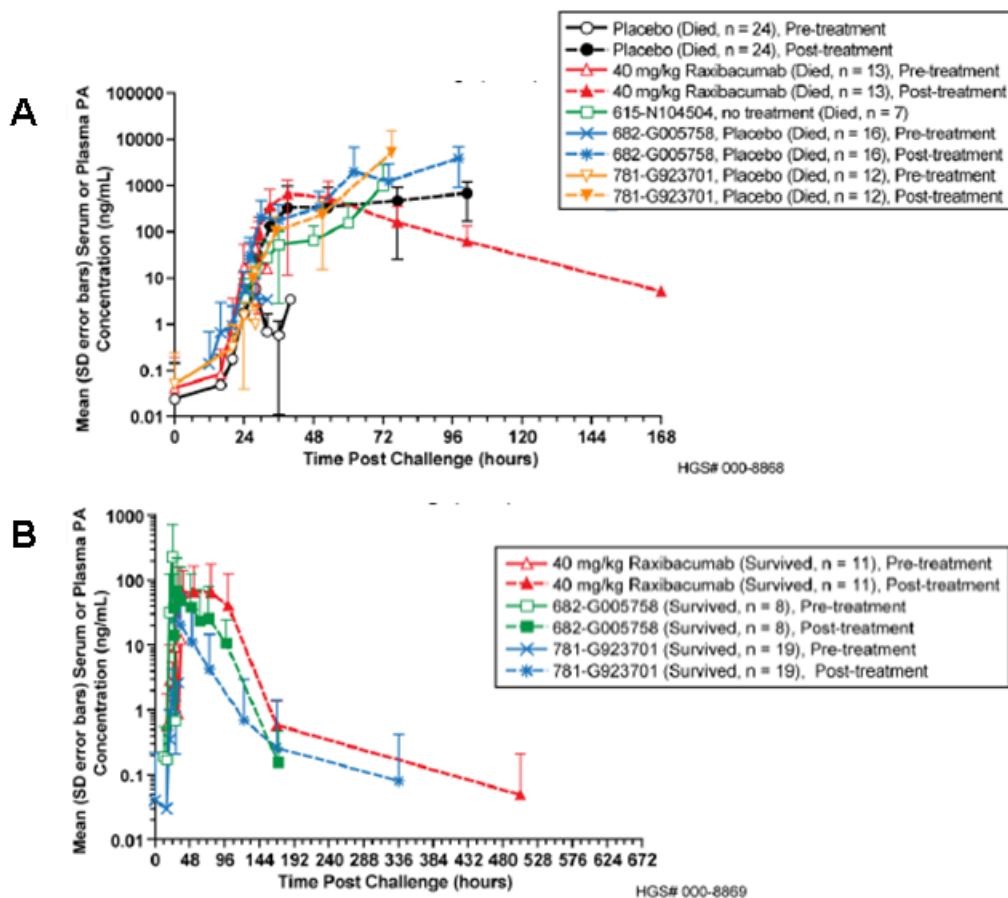 A
Mean (SD error bars) Serum or Plasma PA
Concentration (ng/mL)
Placebo (Died, n = 24), Pre-treatment
Placebo (Died, n = 24), Post-treatment
40 mg/kg Raxibacumab (Died, n = 13), Pre-treatment
40 mg/kg Raxibacumab (Died, n = 13), Post-treatment
615-N104504, no treatment (Died, n = 7)
682-G005758, Placebo (Died, n = 16), Pre-treatment
682-G005758, Placebo (Died, n = 16), Post-treatment
781-G923701, Placebo (Died, n = 12), Pre-treatment
781-G923701, Placebo (Died, n = 12), Post-treatment
100000
10000
1000
100
10
1
0.1
0.01
0 24 48 72 96 120 144 168
Time Post Challenge (hours)
HGS# 000-8868
B
Mean (SD error bars) Serum or Plasma PA
Concentration (ng/mL)
40 mg/kg Raxibacumab (Survived, n = 11), Pre-treatment
40 mg/kg Raxibacumab (Survived, n = 11), Post-treatment
682-G005758 (Survived, n = 8), Pre-treatment
682-G005758 (Survived, n = 8), Post-treatment
781-G923701 (Survived, n = 19), Pre-treatment
781-G923701 (Survived, n = 19), Post-treatment
1000
100
10
1
0.1
0.01
0 48 96 144 192 240 288 336 384 432 480 528 576 624 672
Time Post Challenge (hours)
HGS# 000-8869